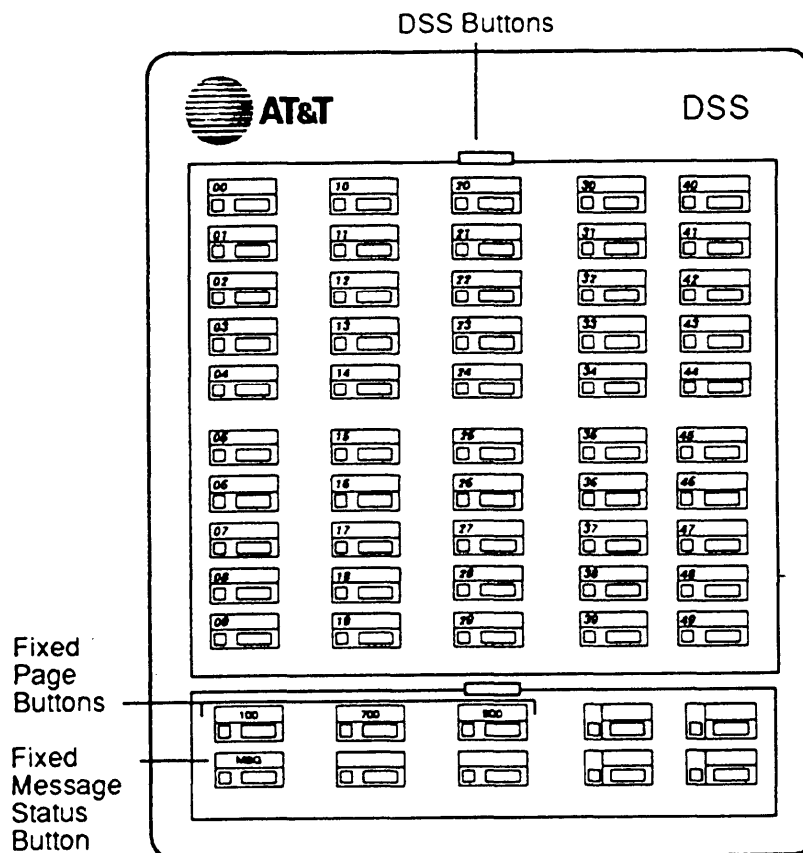 DSS Buttons
AT&T DSS
00 10 20 30 40
01 11 21 31 41
02 12 22 32 42
03 13 23 33 43
04 14 24 34 44
05 15 25 35 45
06 16 26 36 46
07 17 27 37 47
08 18 28 38 48
09 19 29 39 49
Fixed
Page
Buttons
100 700
Fixed
Message
Status
Button
MSG